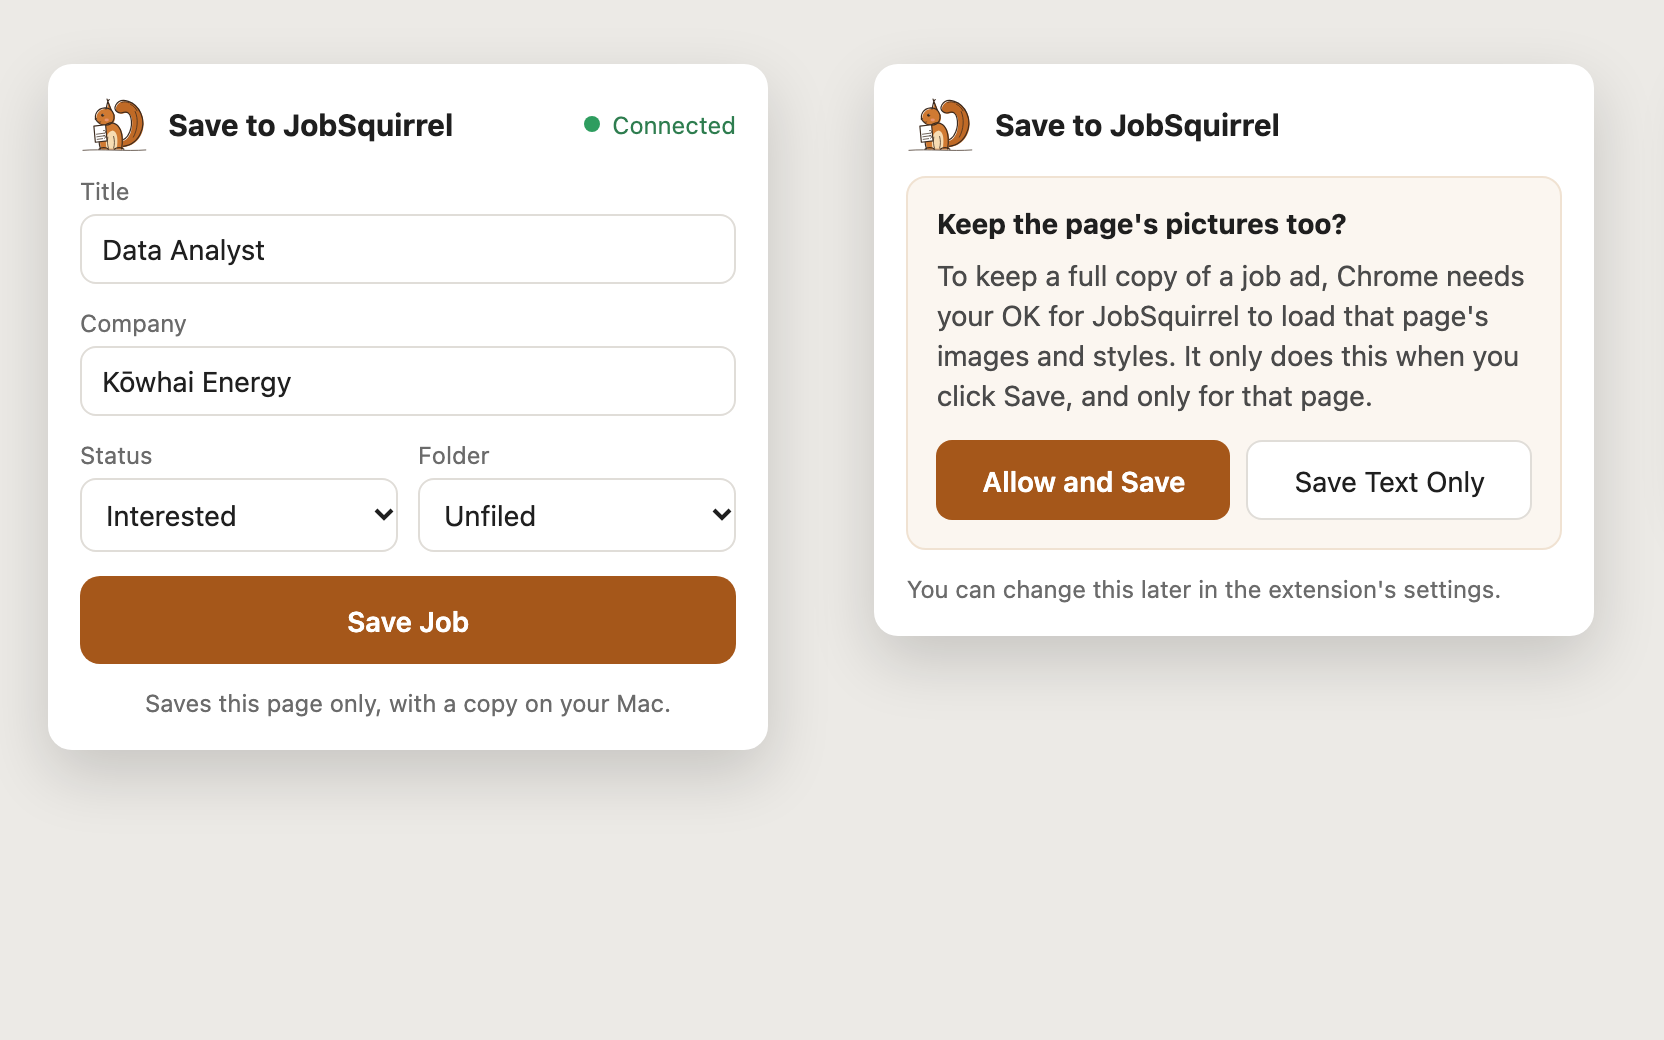 Save to JobSquirrel
Connected
Title
Data Analyst
Company
Kōwhai Energy
Status
Folder
Interested
Unfiled
Save Job
Saves this page only, with a copy on your Mac.
Save to JobSquirrel
Keep the page's pictures too?
To keep a full copy of a job ad, Chrome needs
your OK for JobSquirrel to load that page's
images and styles. It only does this when you
click Save, and only for that page.
Allow and Save
Save Text Only
You can change this later in the extension's settings.